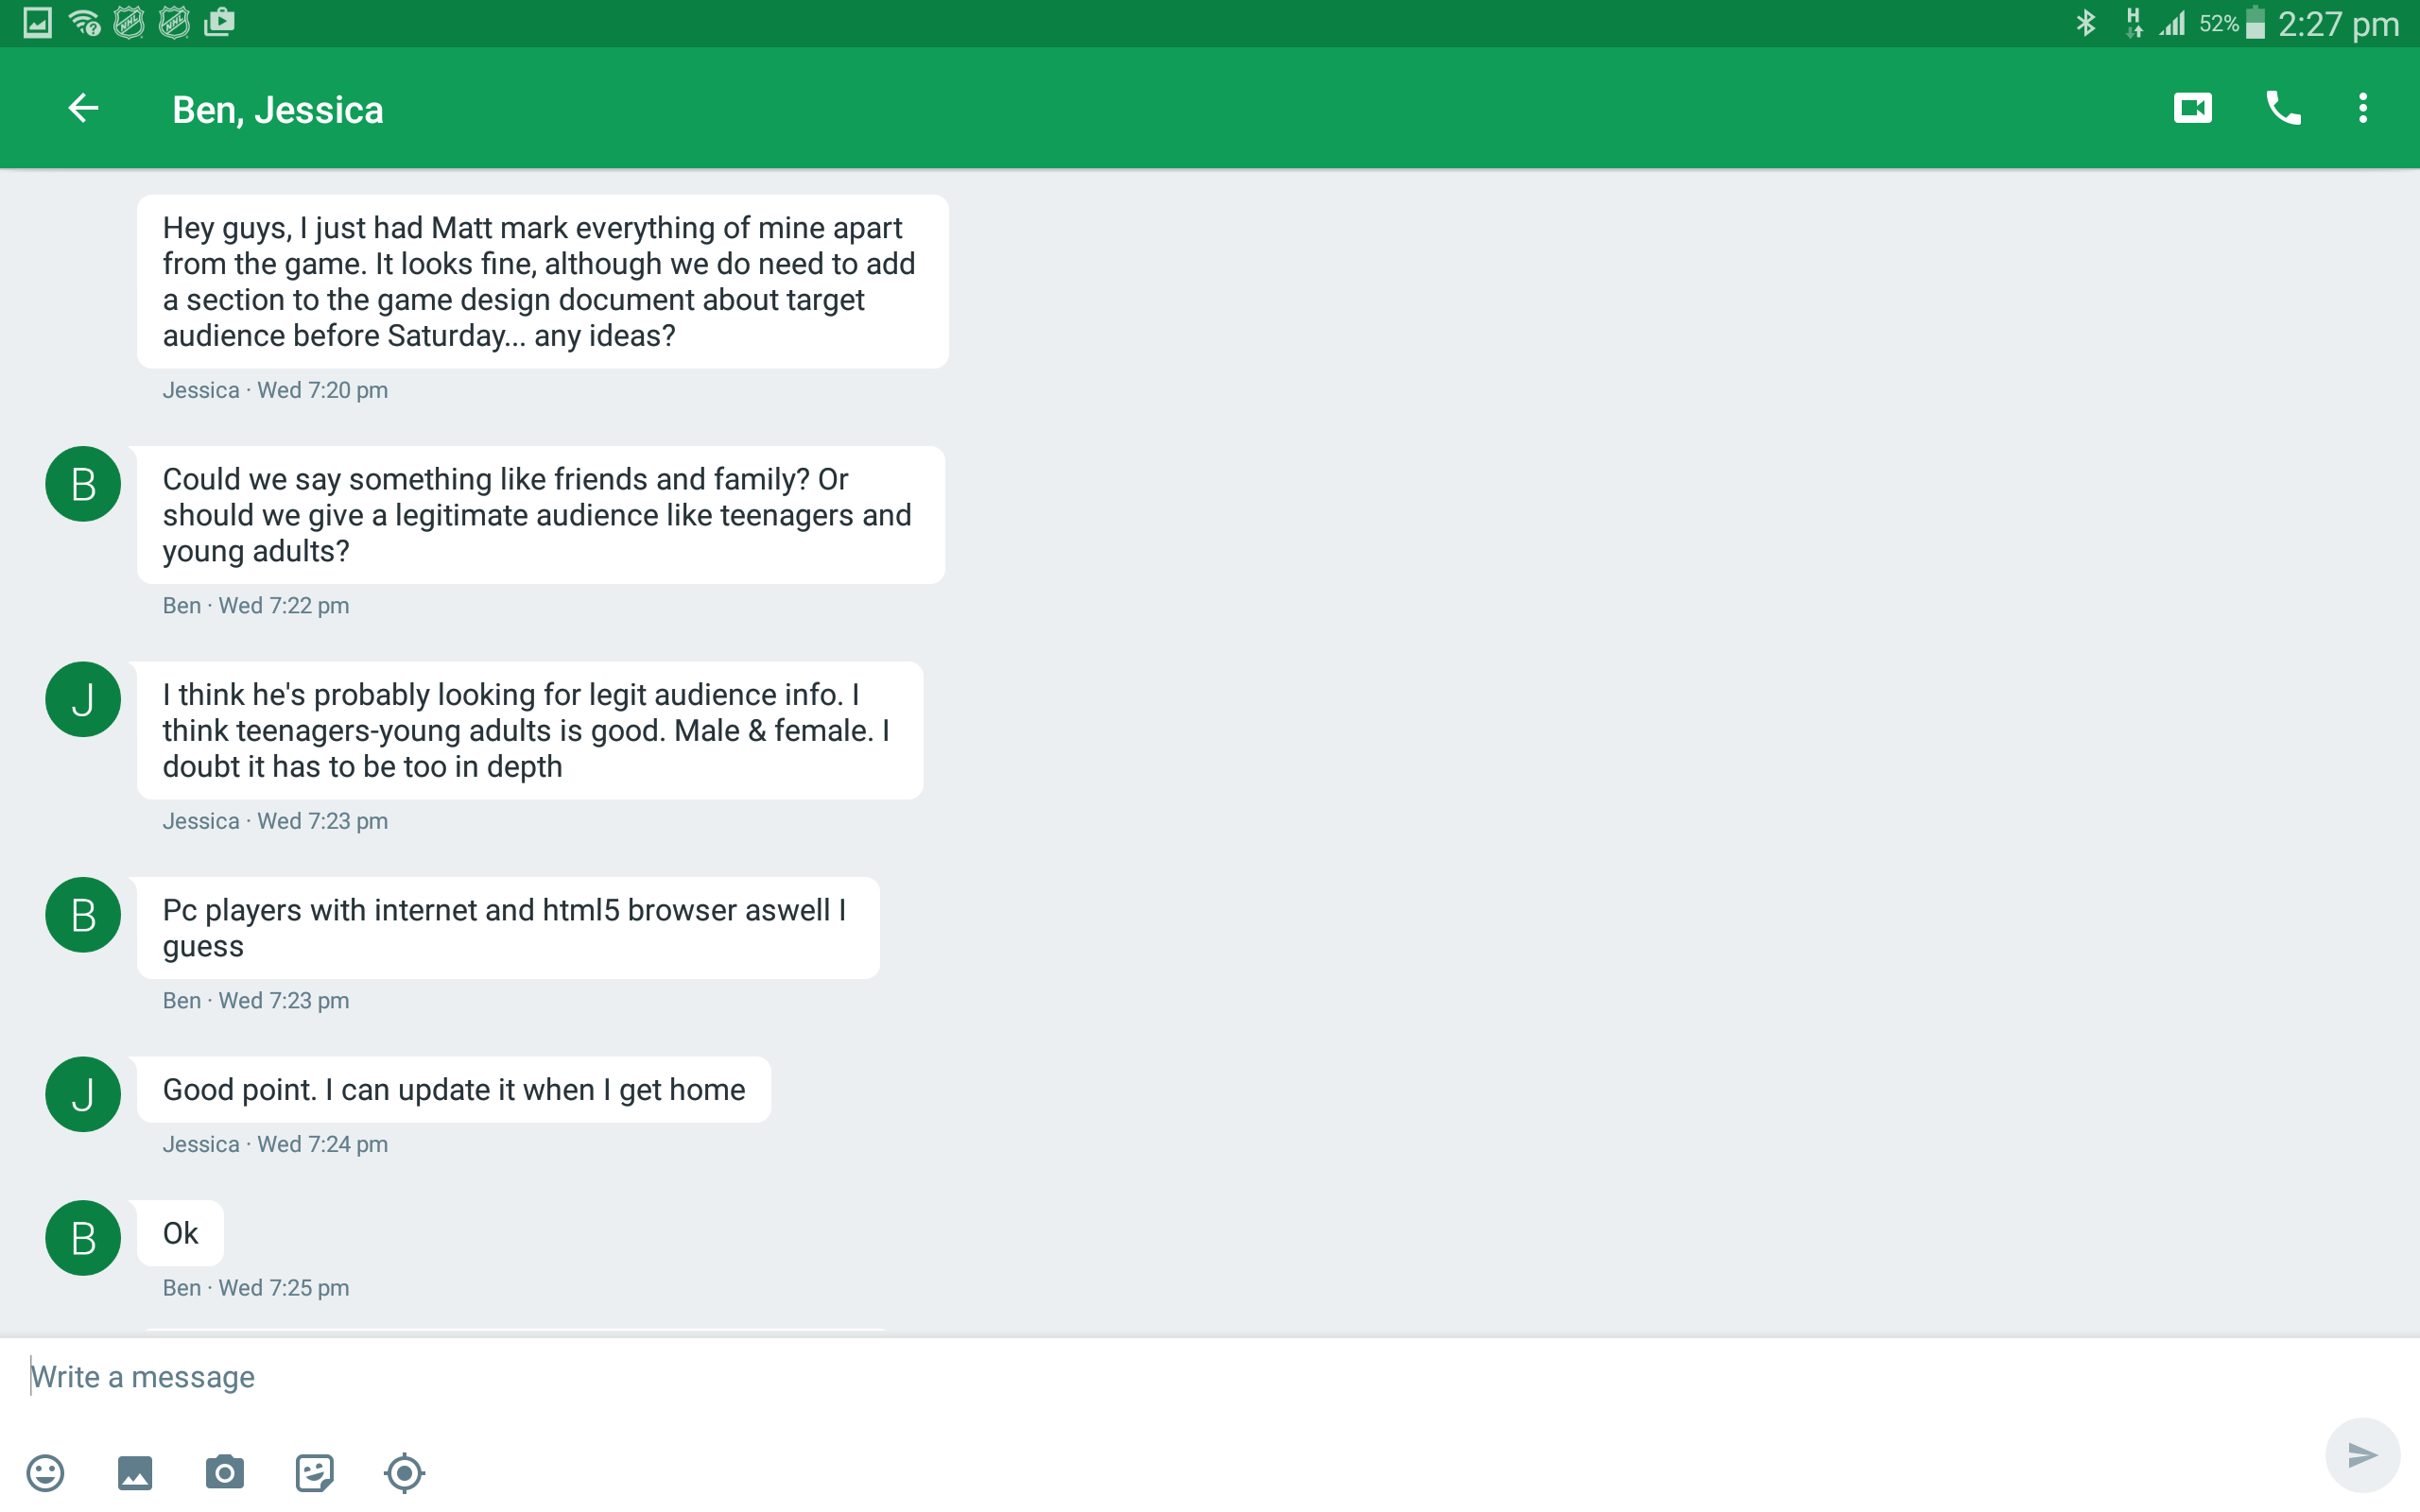 H
52%
2:27 pm
Ben, Jessica
Hey guys, I just had Matt mark everything of mine apart
from the game. It looks fine, although we do need to add
a section to the game design document about target
audience before Saturday... any ideas?
Jessica · Wed 7:20 pm
B
Could we say something like friends and family? Or
should we give a legitimate audience like teenagers and
young adults?
Ben · Wed 7:22 pm
J
I think he's probably looking for legit audience info. I
think teenagers-young adults is good. Male & female. I
doubt it has to be too in depth
Jessica · Wed 7:23 pm
B
Pc players with internet and html5 browser aswell I
guess
Ben · Wed 7:23 pm
J
Good point. I can update it when I get home
Jessica · Wed 7:24 pm
B
Ok
Ben · Wed 7:25 pm
Write a message